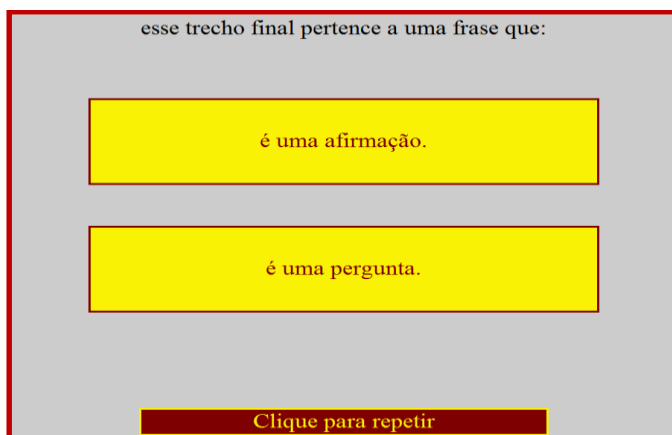 esse trecho final pertence a uma frase que:
é uma afirmação.
é uma pergunta.
Clique para repetir